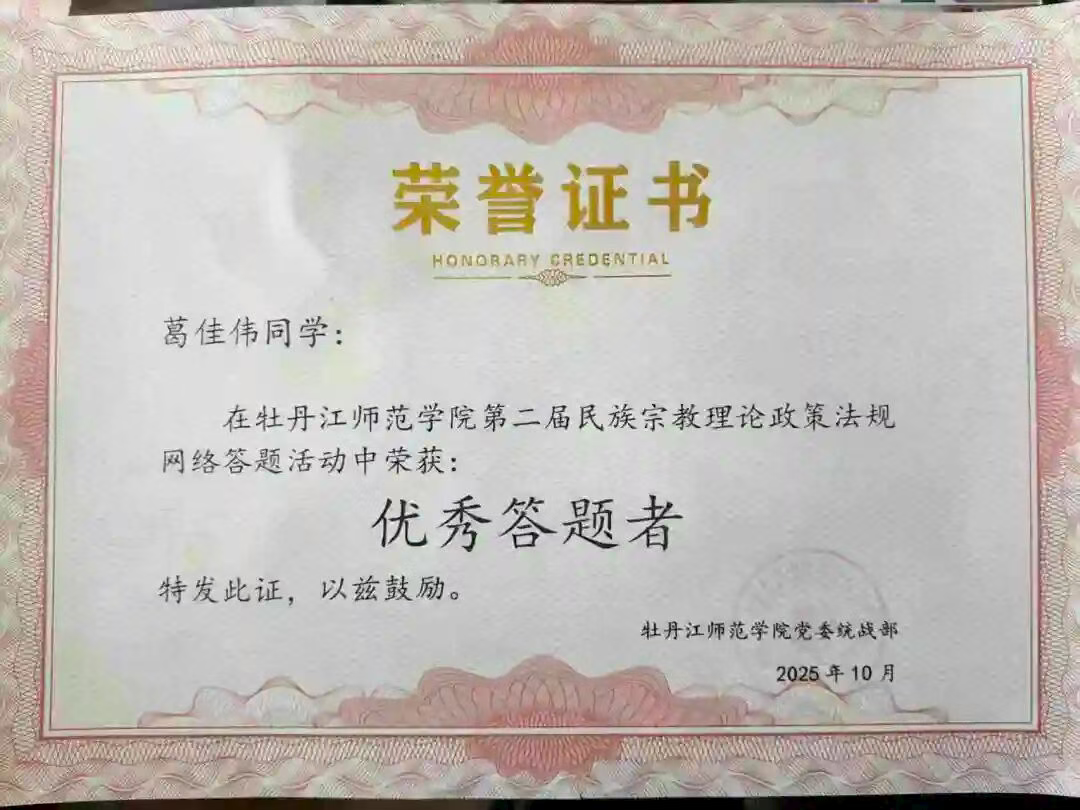 荣誉证书
HONORARY CREDENTIAL
葛佳伟同学：
在牡丹江师范学院第二届民族宗教理论政策法规
网络答题活动中荣获：
优秀答题者
特发此证，以兹鼓励。
牡丹江师范学院党委统战部
2025年10月